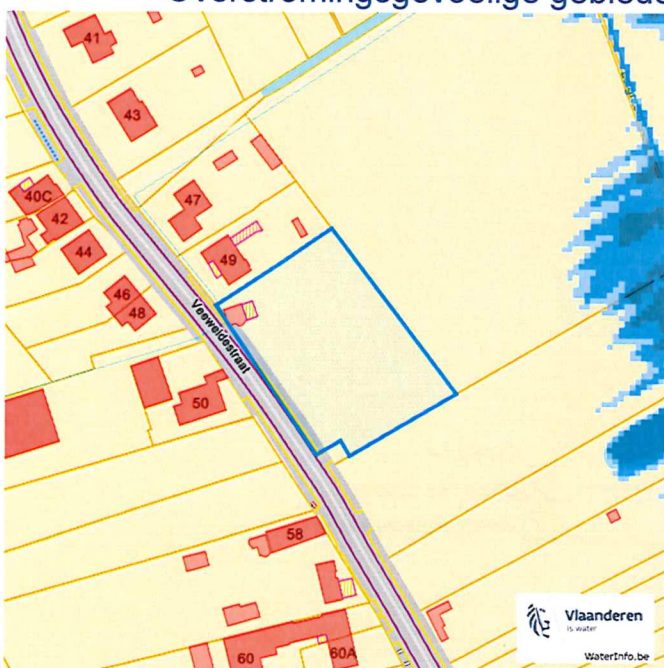 Overstromingsgevoelige gebieden
41
43
40C
42
47
44
49
46
48
Veeweidestraat
50
58
60
60A
Vlaanderen
is water
WaterInfo.be